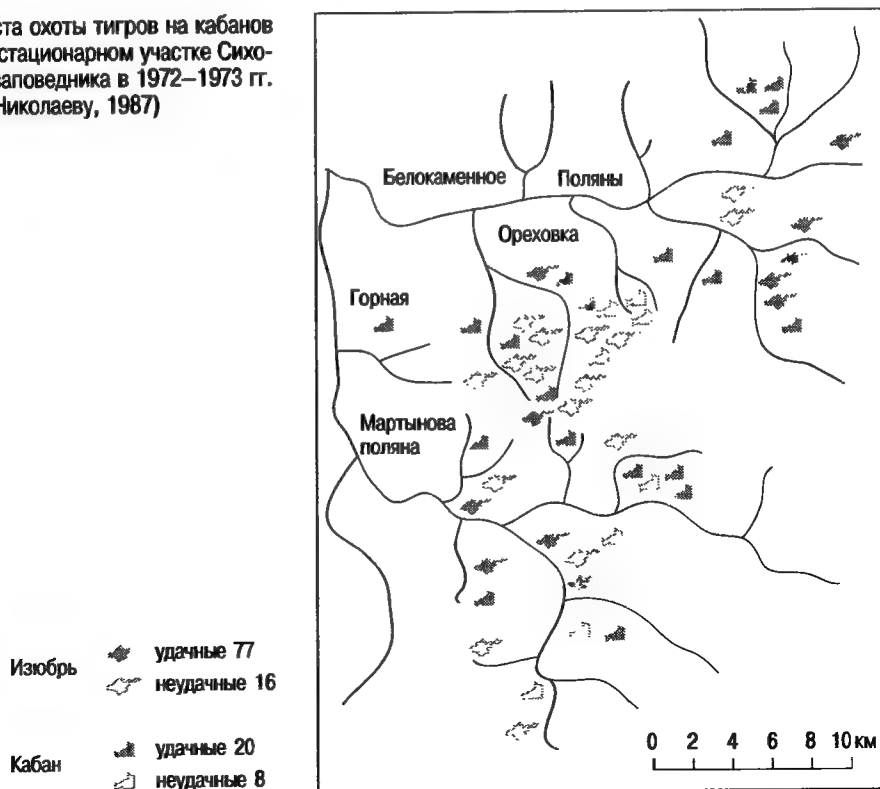 ста охоты тигров на кабанов
стационарном участке Сихо-
заповедника в 1972–1973 гг.
Николаеву, 1987)
Белокаменное
Поляны
Ореховка
Горная
Мартынова
поляна
Изюбрь
удачные 77
неудачные 16
Кабан
удачные 20
неудачные 8
0 2 4 6 8 10 км